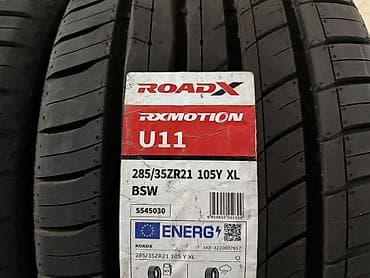 ROADX
RXMOTION
U11
285/35ZR21 105Y XL
BSW
5545030
ENERG
ROADX
285/35ZR21 105 Y XL